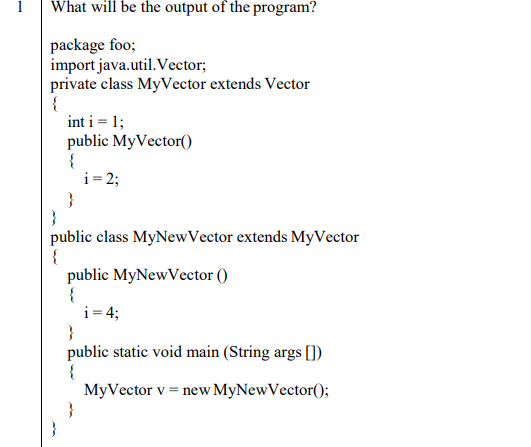 1 What will be the output of the program?
package foo;
import java.util.Vector;
private class MyVector extends Vector
{
int i = 1;
public MyVector()
{
i = 2;
}
}
public class MyNewVector extends MyVector
{
public MyNewVector ()
{
i = 4;
}
public static void main (String args [])
{
MyVector v = new MyNewVector();
}
}